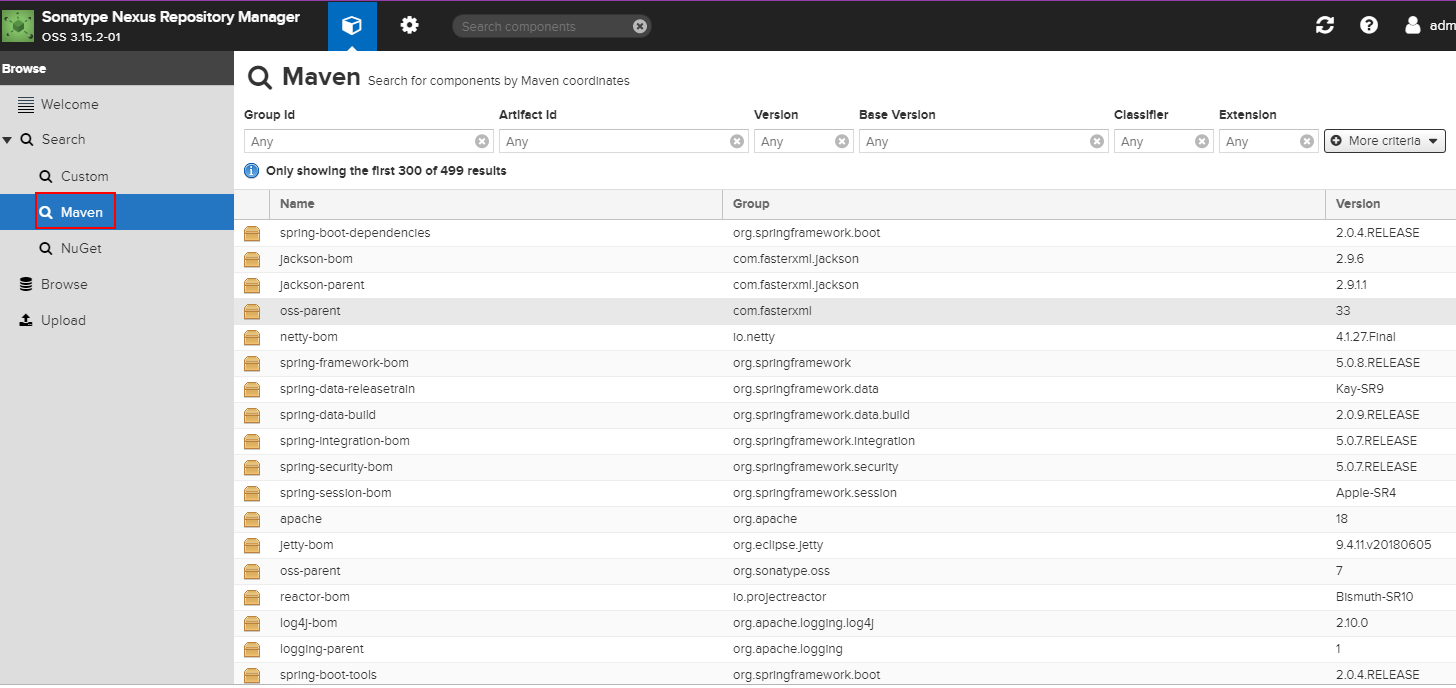 Sonatype Nexus Repository Manager
OSS 3.15.2-01
Search components
adm
Browse
Welcome
Search
Custom
Maven
NuGet
Browse
Upload
Maven Search for components by Maven coordinates
Group Id Artifact Id Version Base Version Classifier Extension
Any Any Any Any Any Any More criteria
Only showing the first 300 of 499 results
Name Group Version
spring-boot-dependencies org.springframework.boot 2.0.4.RELEASE
jackson-bom com.fasterxml.jackson 2.9.6
jackson-parent com.fasterxml.jackson 2.9.1.1
oss-parent com.fasterxml 33
netty-bom io.netty 4.1.27.Final
spring-framework-bom org.springframework 5.0.8.RELEASE
spring-data-releasetrain org.springframework.data Kay-SR9
spring-data-build org.springframework.data.build 2.0.9.RELEASE
spring-integration-bom org.springframework.integration 5.0.7.RELEASE
spring-security-bom org.springframework.security 5.0.7.RELEASE
spring-session-bom org.springframework.session Apple-SR4
apache org.apache 18
jetty-bom org.eclipse.jetty 9.4.11.v20180605
oss-parent org.sonatype.oss 7
reactor-bom io.projectreactor Bismuth-SR10
log4j-bom org.apache.logging.log4j 2.10.0
logging-parent org.apache.logging 1
spring-boot-tools org.springframework.boot 2.0.4.RELEASE